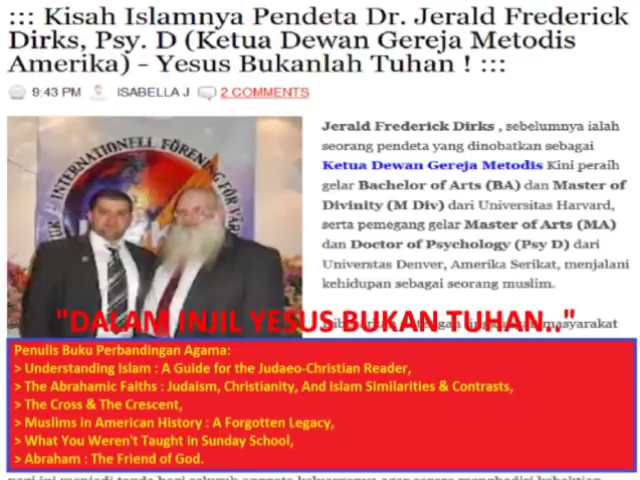 ::: Kisah Islamnya Pendeta Dr. Jerald Frederick
Dirks, Psy. D (Ketua Dewan Gereja Metodis
Amerika) - Yesus Bukanlah Tuhan ! :::
9:43 PM ISABELLA J 2 COMMENTS
INTERNATIONELL FÖRENING FÖR VÅR
Jerald Frederick Dirks , sebelumnya ialah
seorang pendeta yang dinobatkan sebagai
Ketua Dewan Gereja Metodis Kini peraih
gelar Bachelor of Arts (BA) dan Master of
Divinity (M Div) dari Universitas Harvard,
serta pemegang gelar Master of Arts (MA)
dan Doctor of Psychology (Psy D) dari
Universtas Denver, Amerika Serikat, menjalani
kehidupan sebagai seorang muslim.
masyarakat
"DALAM INJIL YESUS BUKAN TUHAN.."
Penulis Buku Perbandingan Agama:
> Understanding Islam : A Guide for the Judaeo-Christian Reader,
> The Abrahamic Faiths : Judaism, Christianity, And Islam Similarities & Contrasts,
> The Cross & The Crescent,
> Muslims in American History : A Forgotten Legacy,
> What You Weren't Taught in Sunday School,
> Abraham : The Friend of God.